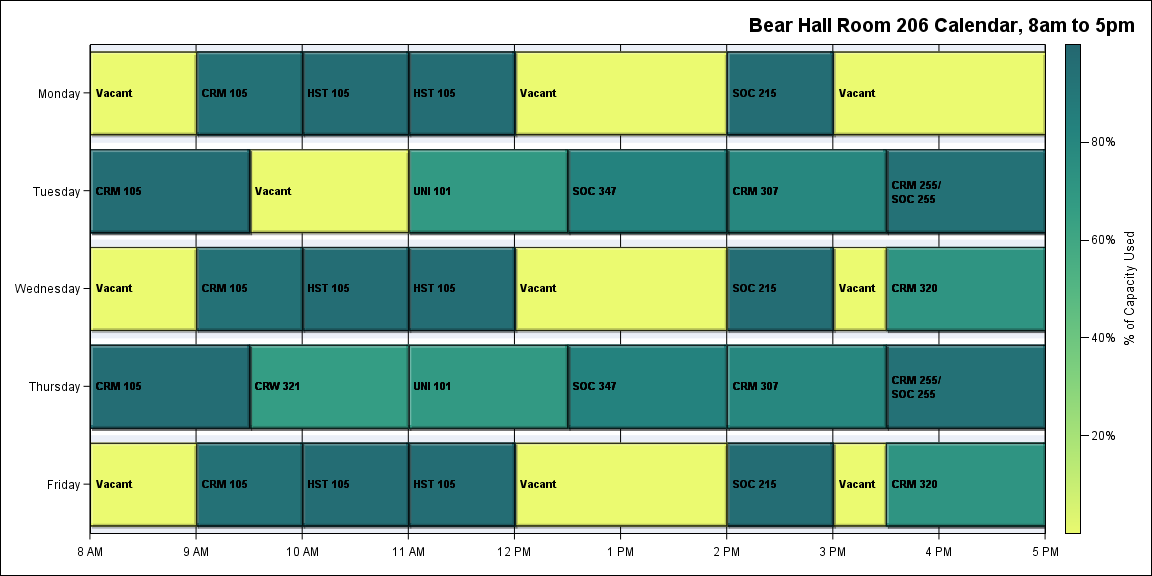 Bear Hall Room 206 Calendar, 8am to 5pm
Monday
Vacant
CRM 105
HST 105
HST 105
Vacant
SOC 215
Vacant
Tuesday
CRM 105
Vacant
UNI 101
SOC 347
CRM 307
CRM 255/
SOC 255
Wednesday
Vacant
CRM 105
HST 105
HST 105
Vacant
SOC 215
Vacant
CRM 320
Thursday
CRM 105
CRW 321
UNI 101
SOC 347
CRM 307
CRM 255/
SOC 255
Friday
Vacant
CRM 105
HST 105
HST 105
Vacant
SOC 215
Vacant
CRM 320
8 AM
9 AM
10 AM
11 AM
12 PM
1 PM
2 PM
3 PM
4 PM
5 PM
80%
60%
40%
20%
% of Capacity Used